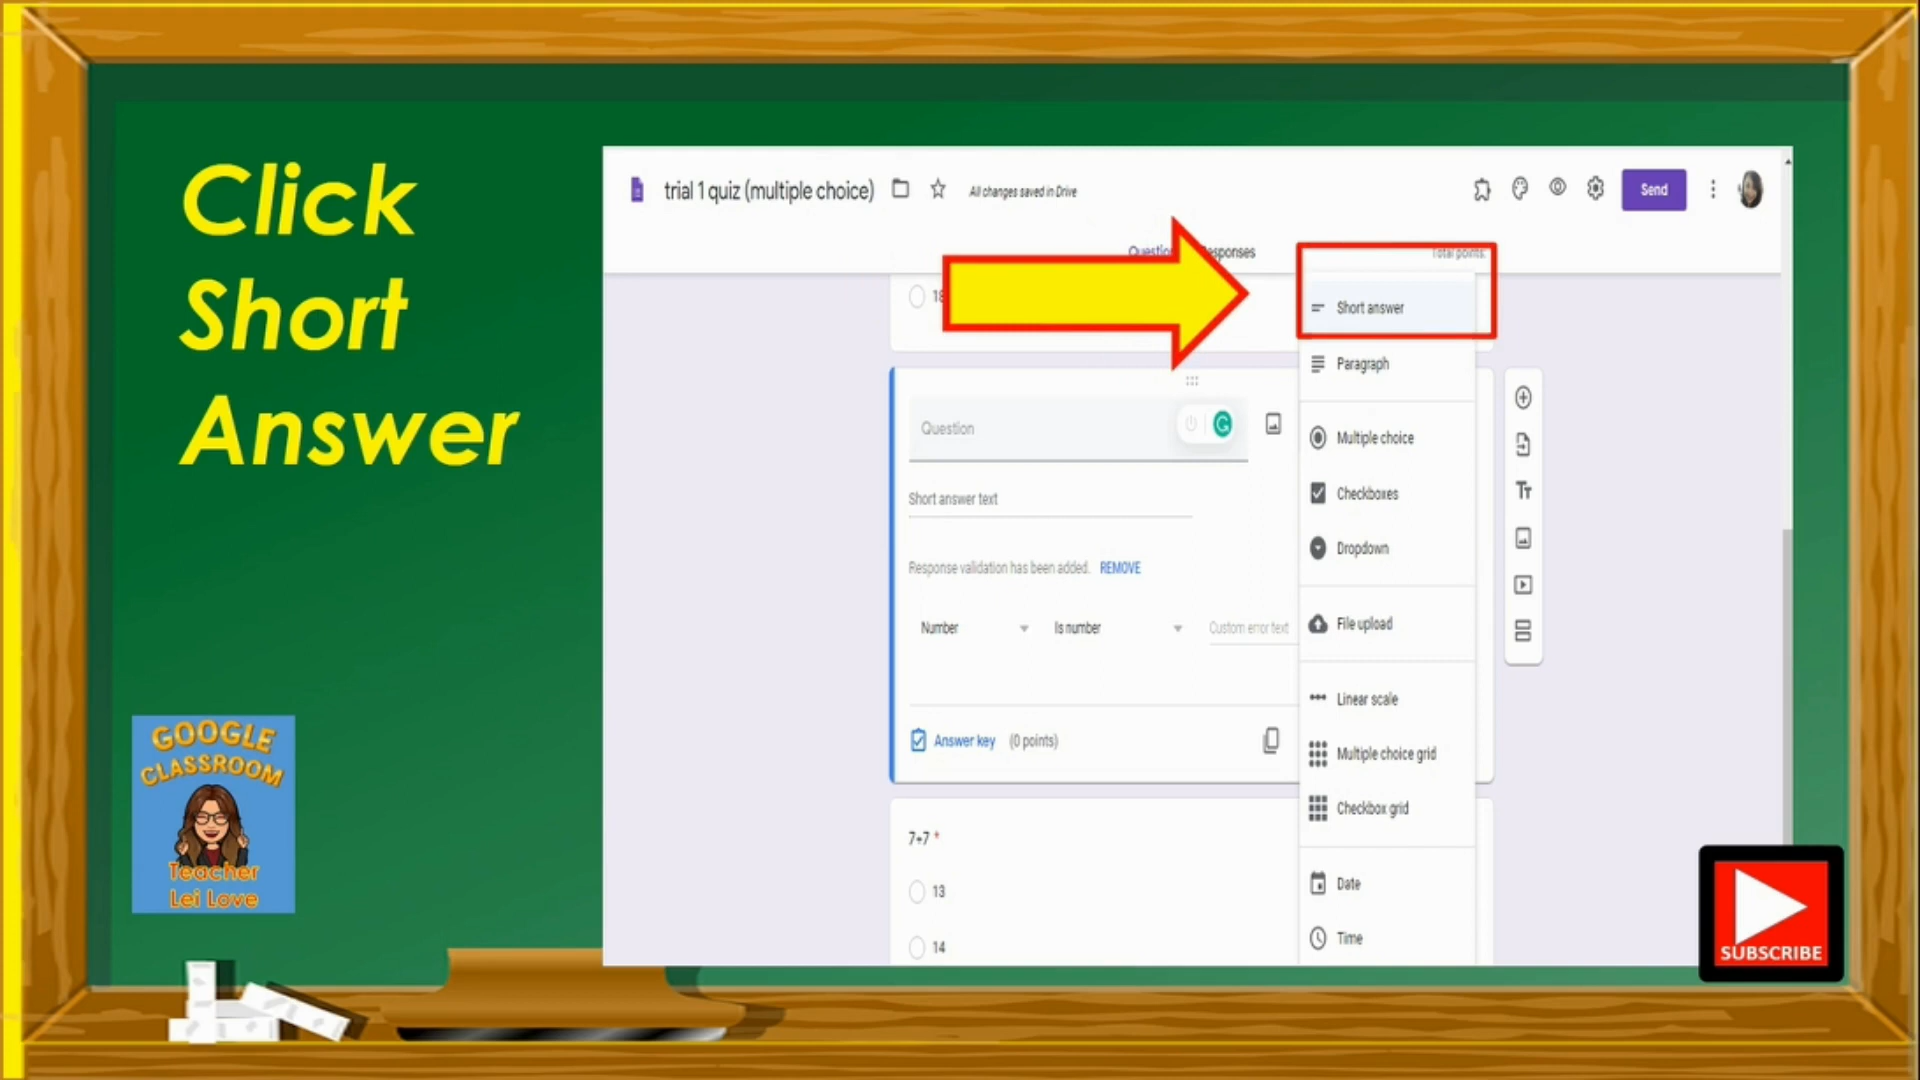 Click
Short
Answer
GOOGLE
CLASSROOM
Teacher
Lei Love
trial 1 quiz (multiple choice)
All changes saved in Drive
Send
Total points:
Short answer
Paragraph
Multiple choice
Checkboxes
Dropdown
File upload
Linear scale
Multiple choice grid
Checkbox grid
Date
Time
Question
Short answer text
Response validation has been added. REMOVE
Number
Is number
Custom error text
Answer key (0 points)
7+7 *
13
14
SUBSCRIBE